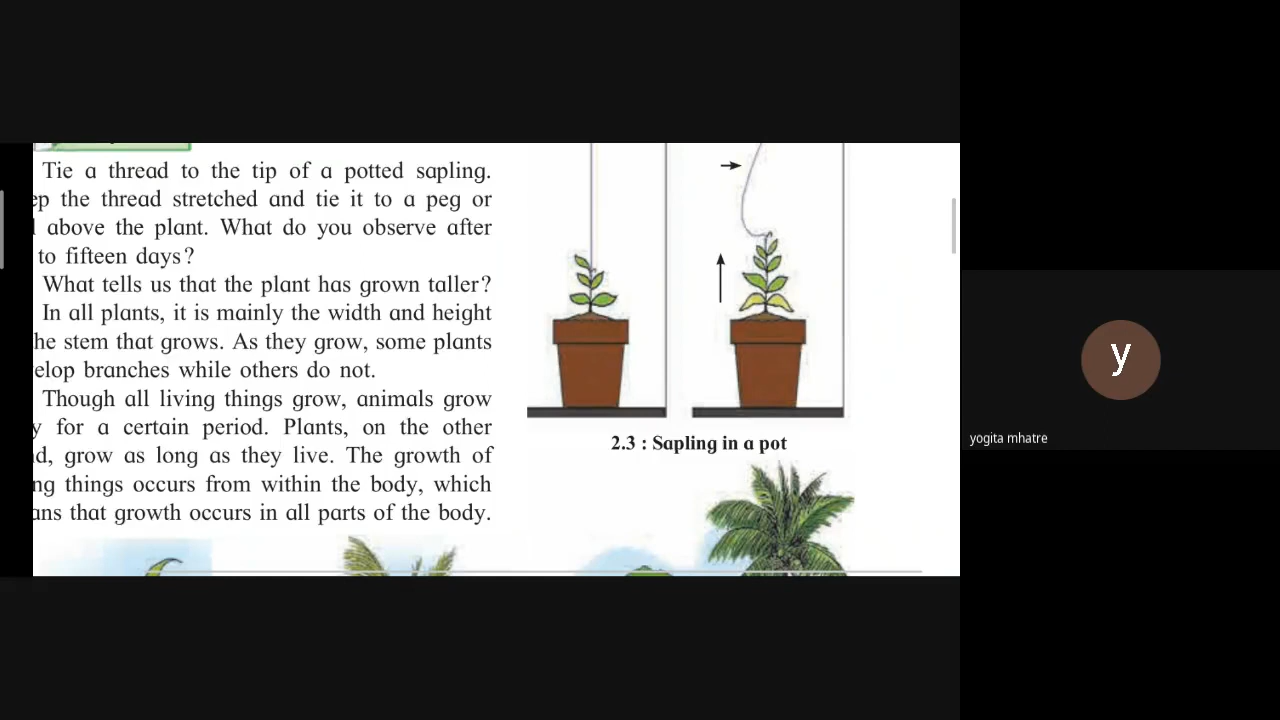 Tie a thread to the tip of a potted sapling.
ep the thread stretched and tie it to a peg or
above the plant. What do you observe after
to fifteen days?
What tells us that the plant has grown taller?
In all plants, it is mainly the width and height
he stem that grows. As they grow, some plants
elop branches while others do not.
Though all living things grow, animals grow
y for a certain period. Plants, on the other
d, grow as long as they live. The growth of
ng things occurs from within the body, which
ans that growth occurs in all parts of the body.
2.3 : Sapling in a pot
y
yogita mhatre